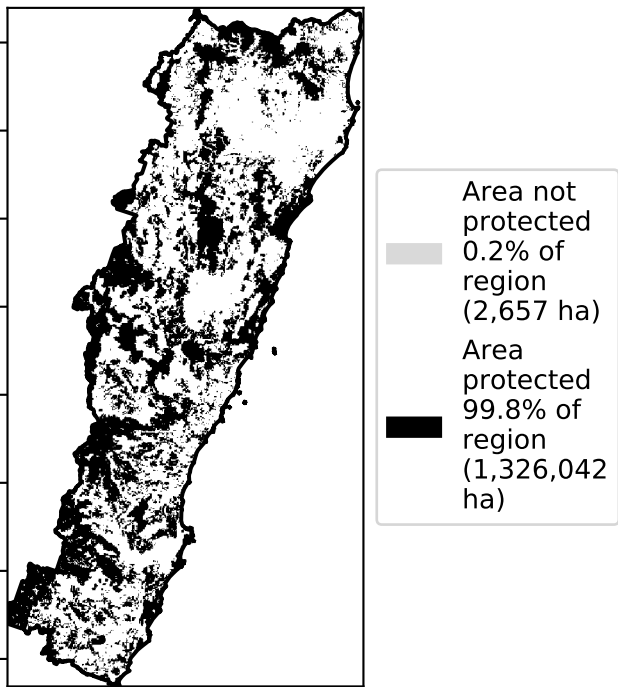 Area not
protected
0.2% of
region
(2,657 ha)
Area
protected
99.8% of
region
(1,326,042
ha)